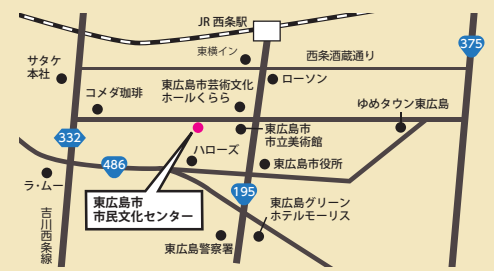 JR 西条駅
東横イン
西条酒蔵通り
375
サタケ
本社
コメダ珈琲
東広島市芸術文化
ホールくらら
ローソン
ゆめタウン東広島
332
東広島市
市立美術館
ハローズ
486
東広島市役所
ラ・ムー
195
東広島市
市民文化センター
東広島グリーン
ホテルモーリス
吉川西条線
東広島警察署